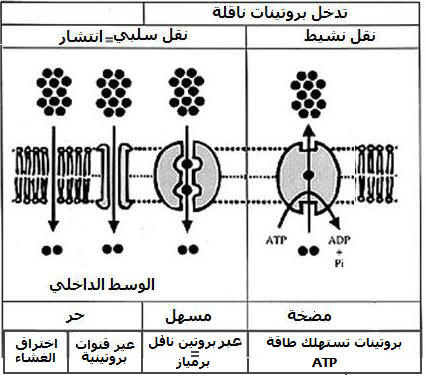 تدخل بروتينات ناقلة
نقل نشيط
نقل سلبي=انتشار
ATP
ADP
+
Pi
الوسط الداخلي
مضخة
مسهل
حر
بروتينات تستهلك طاقة
ATP
عبر بروتين ناقل
=
برمياز
عبر قنوات
بروتينية
اختراق
الغشاء